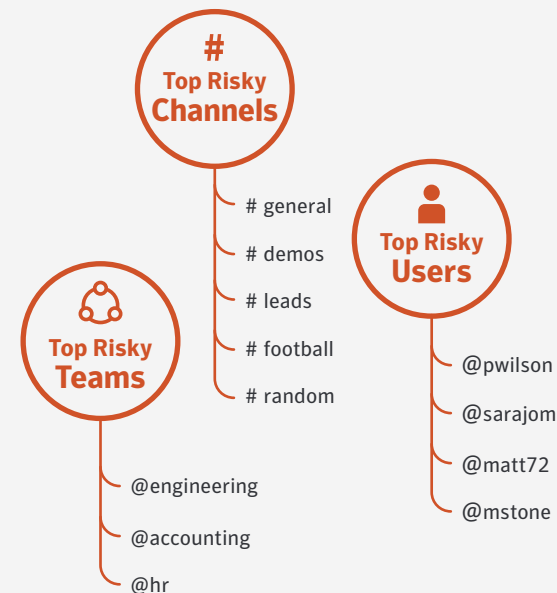 #
Top Risky
Channels
# general
# demos
# leads
# football
# random
Top Risky
Users
@pwilson
@sarajom
@matt72
@mstone
Top Risky
Teams
@engineering
@accounting
@hr